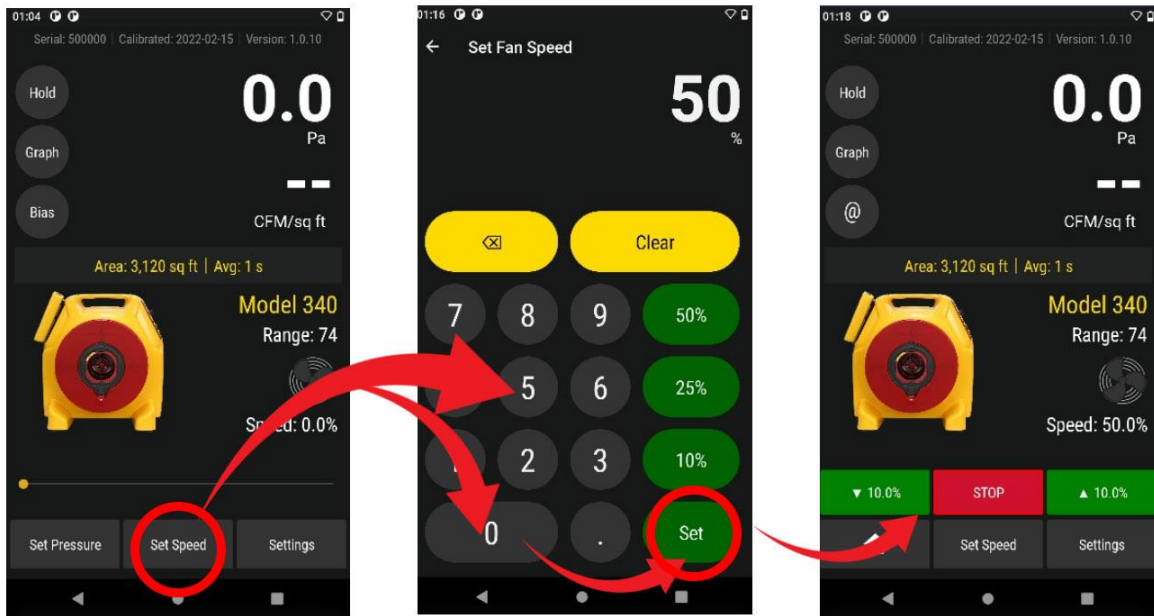 01:04
Serial: 500000 | Calibrated: 2022-02-15 | Version: 1.0.10
Hold
0.0
Pa
Graph
--
Bias
CFM/sq ft
Area: 3,120 sq ft | Avg: 1 s
Model 340
Range: 74
Speed: 0.0%
Set Pressure
Set Speed
Settings
01:16
Set Fan Speed
50
%
Clear
7 8 9 50%
5 6 25%
2 3 10%
0 . Set
01:18
Serial: 500000 | Calibrated: 2022-02-15 | Version: 1.0.10
Hold
0.0
Pa
Graph
--
@
CFM/sq ft
Area: 3,120 sq ft | Avg: 1 s
Model 340
Range: 74
Speed: 50.0%
▼ 10.0%
STOP
▲ 10.0%
Set Speed
Settings